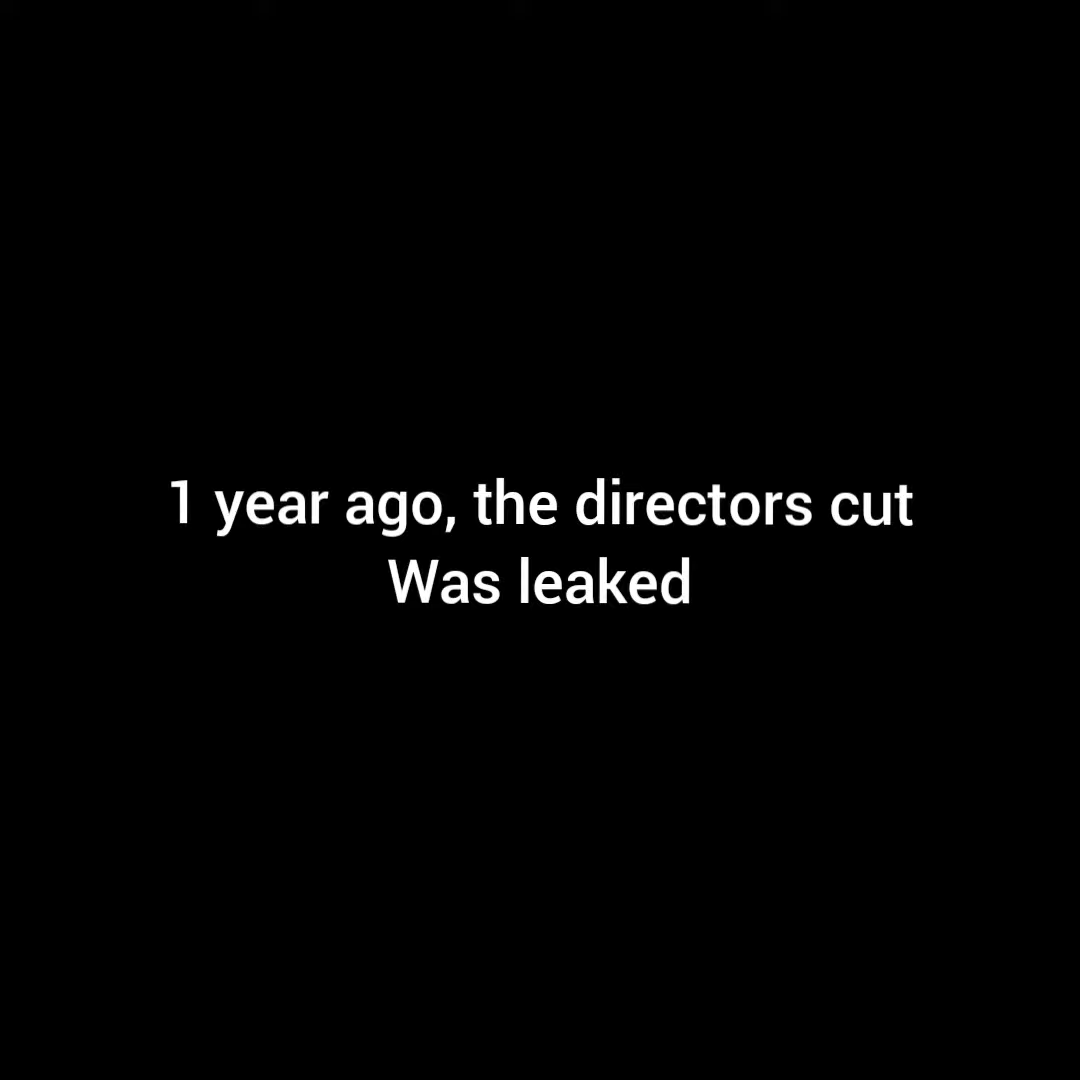 1 year ago, the directors cut
Was leaked